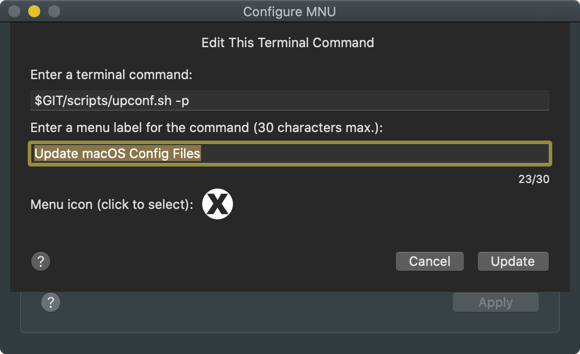 Configure MNU
Edit This Terminal Command
Enter a terminal command:
$GIT/scripts/upconf.sh -p
Enter a menu label for the command (30 characters max.):
Update macOS Config Files
23/30
Menu icon (click to select): X
? Cancel Update
? Apply